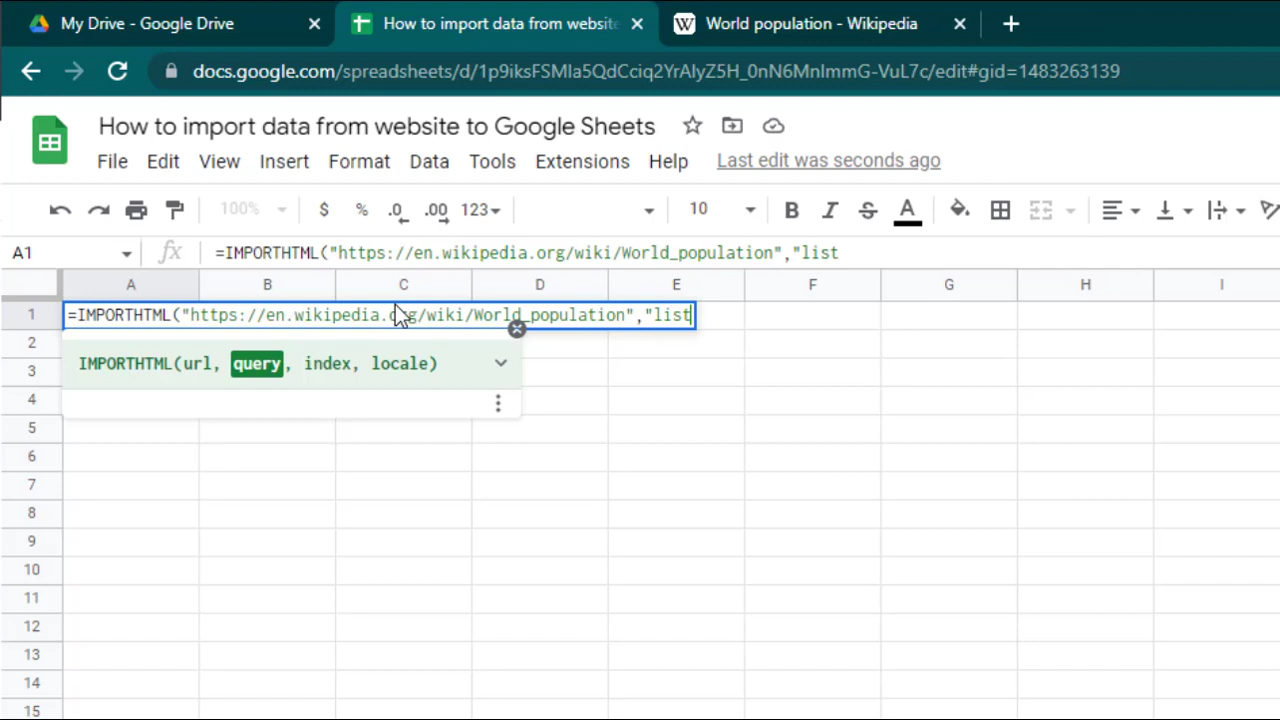 My Drive - Google Drive
How to import data from website
World population - Wikipedia
docs.google.com/spreadsheets/d/1p9iksFSMIa5QdCciq2YrAIyZ5H_0nN6MnImmG-VuL7c/edit#gid=1483263139
How to import data from website to Google Sheets
File Edit View Insert Format Data Tools Extensions Help Last edit was seconds ago
100% $ % .0 .00 123 10 B I S A
A1 fx =IMPORTHTML("https://en.wikipedia.org/wiki/World_population","list
A B C D E F G H I
1 =IMPORTHTML("https://en.wikipedia.org/wiki/World_population","list
2
IMPORTHTML(url, query, index, locale)
3
4
5
6
7
8
9
10
11
12
13
14
15